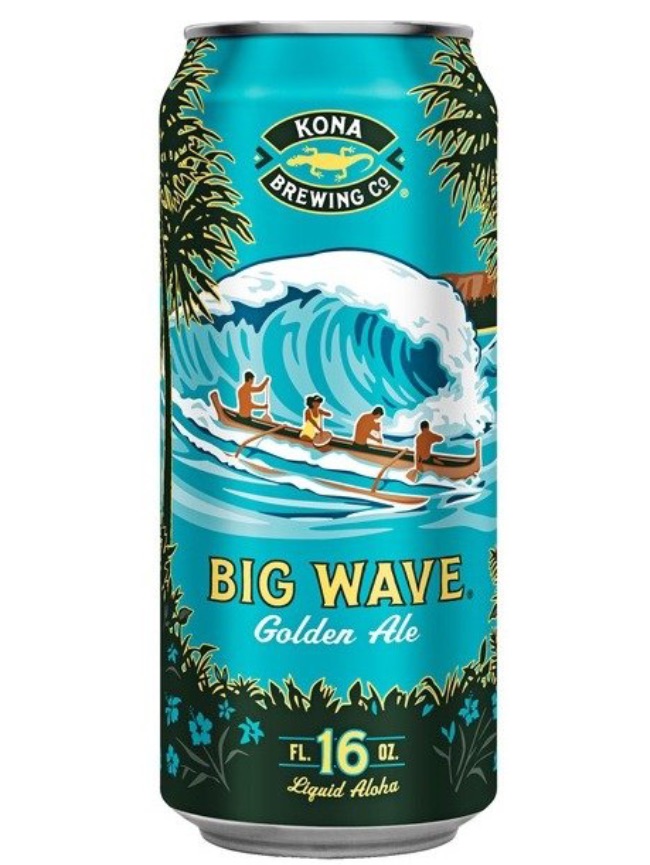 KONA
BREWING CO®
BIG WAVE®
Golden Ale
FL. 16 OZ.
Liquid Aloha